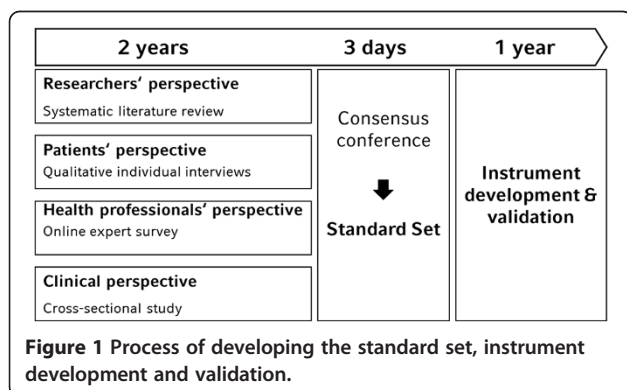 2 years 3 days 1 year
Researchers‘ perspective
Systematic literature review
Patients‘ perspective
Qualitative individual interviews
Health professionals‘ perspective
Online expert survey
Clinical perspective
Cross-sectional study
Consensus
conference
Standard Set
Instrument
development &
validation
Figure 1 Process of developing the standard set, instrument
development and validation.